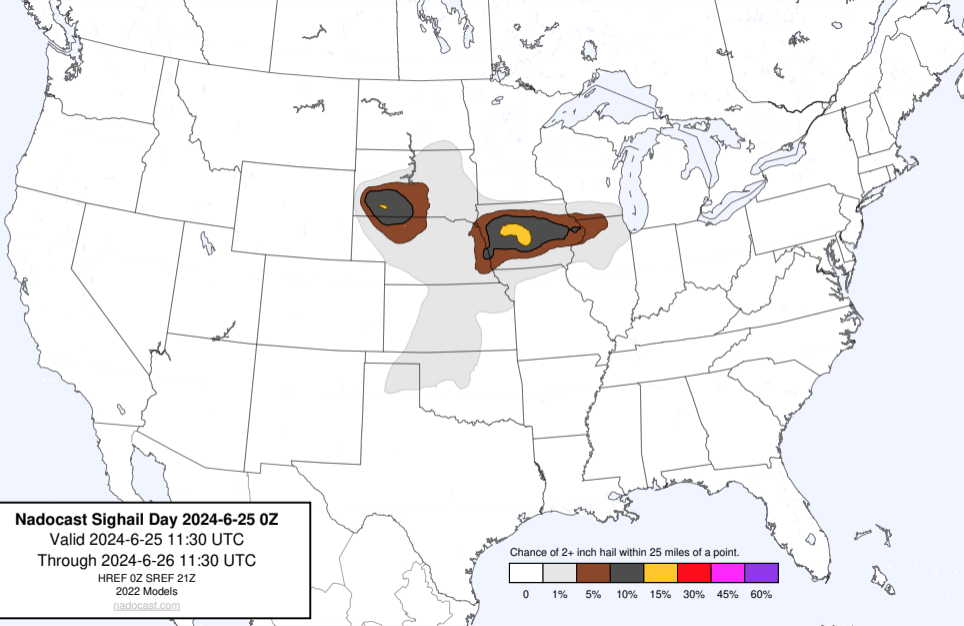 Nadocast Sighail Day 2024-6-25 0Z
Valid 2024-6-25 11:30 UTC
Through 2024-6-26 11:30 UTC
HREF 0Z SREF 21Z
2022 Models
nadocast.com
Chance of 2+ inch hail within 25 miles of a point.
0 1% 5% 10% 15% 30% 45% 60%